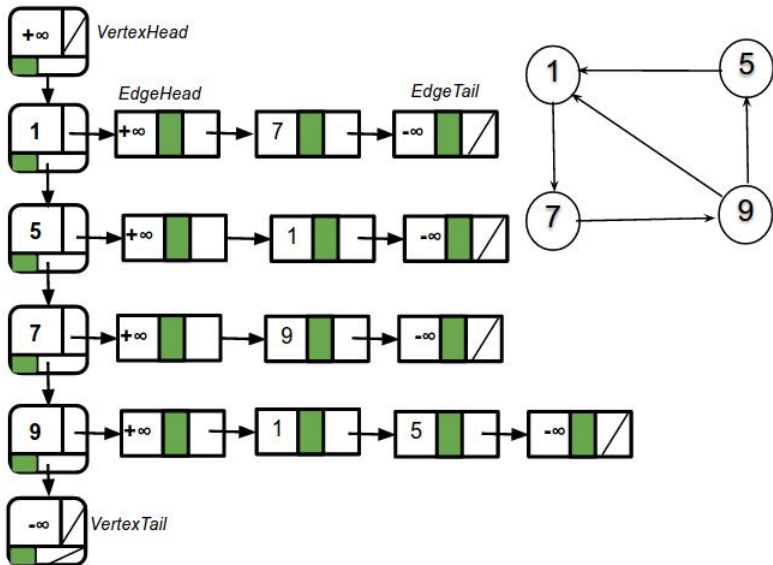 +∞ VertexHead
EdgeHead EdgeTail
1 +∞ 7 -∞
5 +∞ 1 -∞
7 +∞ 9 -∞
9 +∞ 1 5 -∞
-∞ VertexTail
1 5
7 9